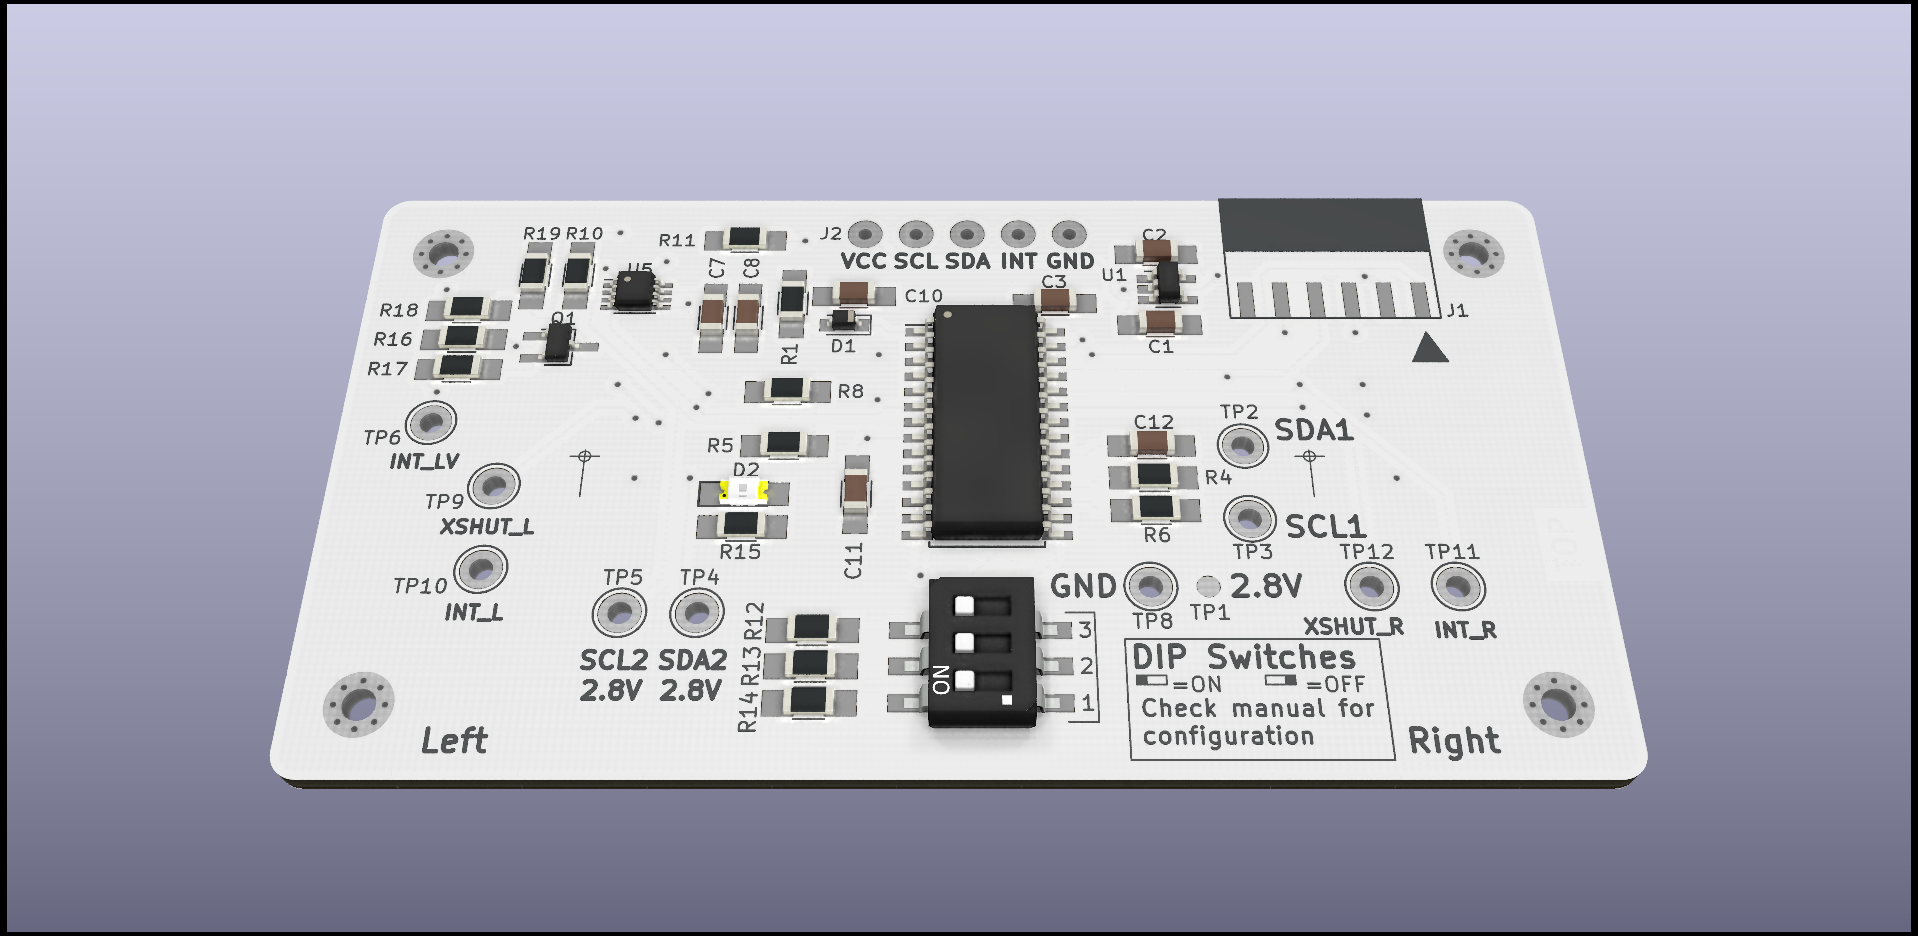 R19 R10
R11
J2
VCC SCL SDA INT GND
C2
U5
C7
C8
U1
C10
C3
J1
R18
Q1
R16
R17
R1
D1
C1
R8
TP6
INT_LV
R5
D2
C12
TP2
SDA1
R4
TP9
XSHUT_L
R15
C11
R6
SCL1
TP3
TP12
TP11
TP10
INT_L
TP5
TP4
GND
TP8
TP1
2.8V
XSHUT_R
INT_R
SCL2 SDA2
2.8V 2.8V
R12
R13
R14
ON
3
2
1
DIP Switches
=ON =OFF
Check manual for
configuration
Left
Right